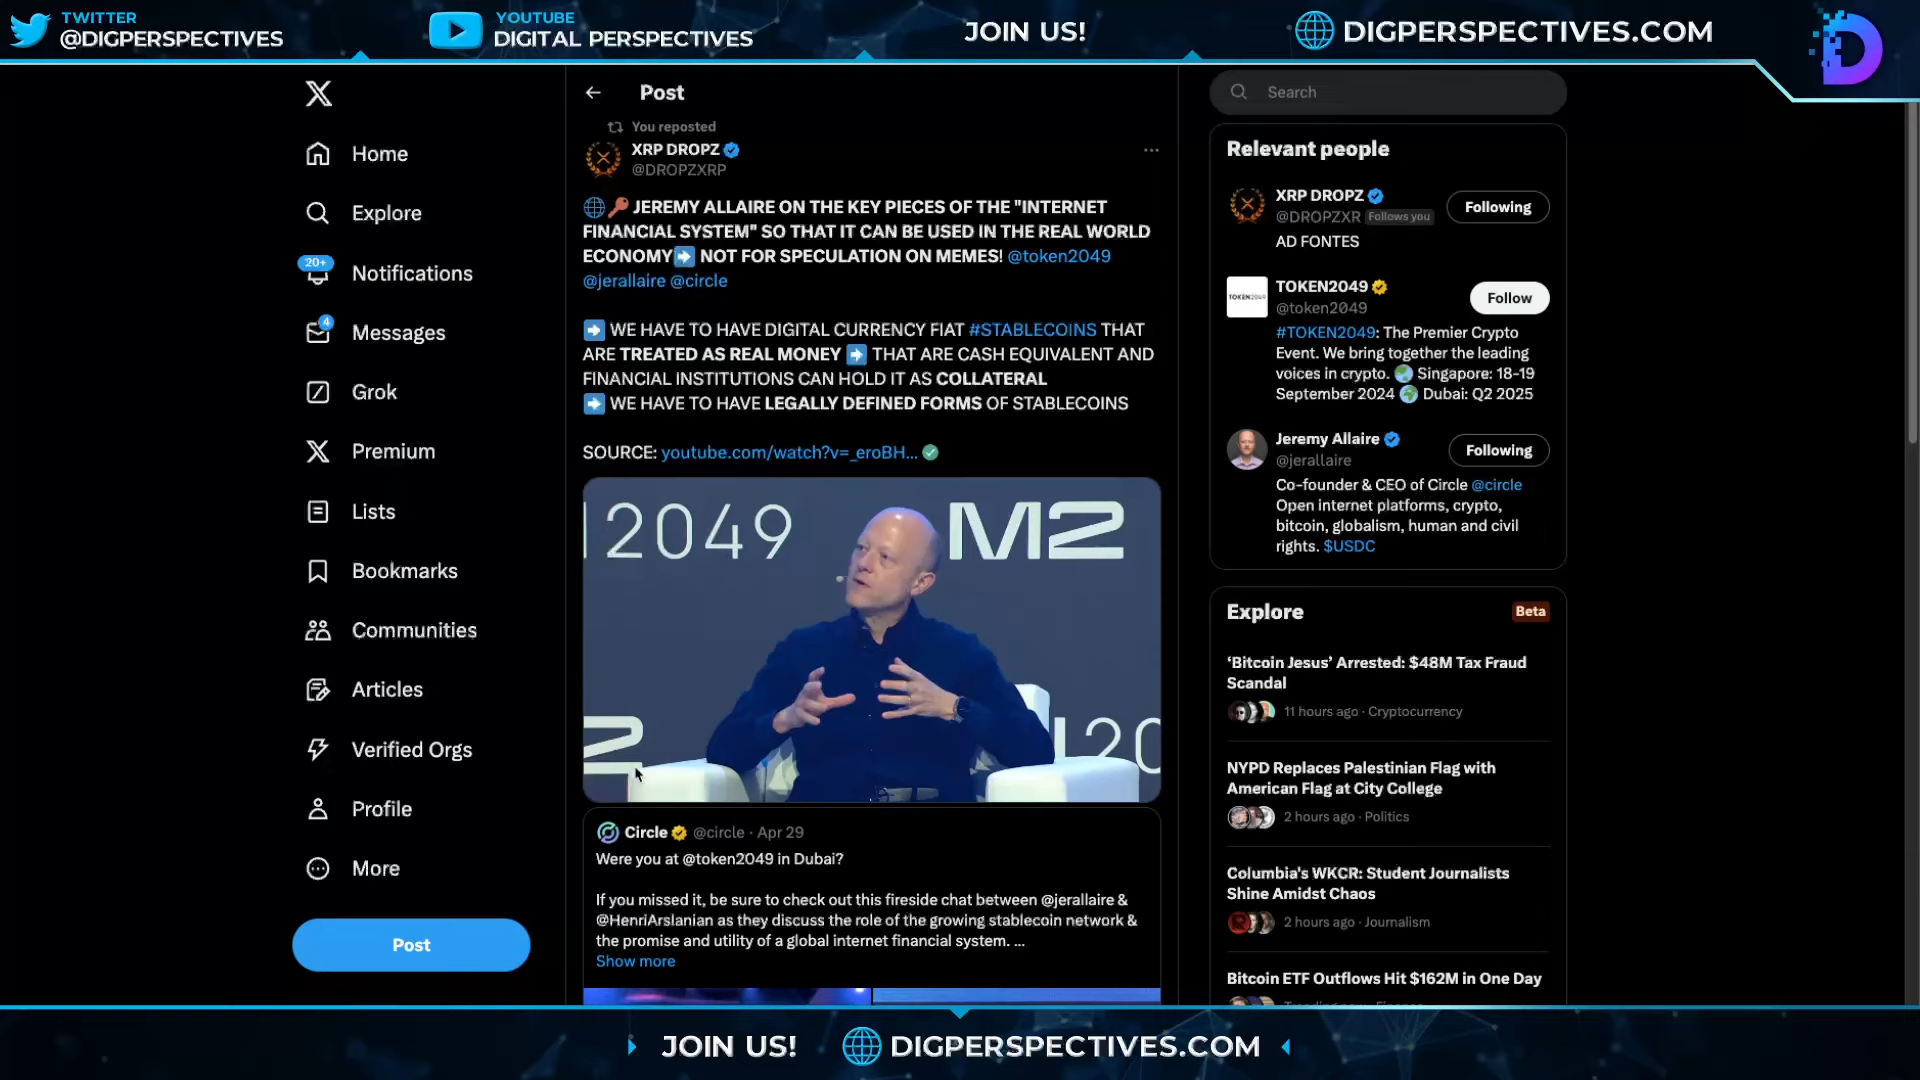 TWITTER
@DIGPERSPECTIVES
YOUTUBE
DIGITAL PERSPECTIVES
JOIN US!
DIGPERSPECTIVES.COM
Home
Explore
20+
Notifications
4
Messages
Grok
Premium
Lists
Bookmarks
Communities
Articles
Verified Orgs
Profile
More
Post
Post
You reposted
XRP DROPZ
@DROPZXRP
JEREMY ALLAIRE ON THE KEY PIECES OF THE "INTERNET
FINANCIAL SYSTEM" SO THAT IT CAN BE USED IN THE REAL WORLD
ECONOMY➡️ NOT FOR SPECULATION ON MEMES! @token2049
@jerallaire @circle
➡️ WE HAVE TO HAVE DIGITAL CURRENCY FIAT #STABLECOINS THAT
ARE TREATED AS REAL MONEY ➡️ THAT ARE CASH EQUIVALENT AND
FINANCIAL INSTITUTIONS CAN HOLD IT AS COLLATERAL
➡️ WE HAVE TO HAVE LEGALLY DEFINED FORMS OF STABLECOINS
SOURCE: youtube.com/watch?v=_eroBH...
2049
M2
2
120
Circle @circle · Apr 29
Were you at @token2049 in Dubai?
If you missed it, be sure to check out this fireside chat between @jerallaire &
@HenriArslanian as they discuss the role of the growing stablecoin network &
the promise and utility of a global internet financial system. ...
Show more
Search
Relevant people
XRP DROPZ
@DROPZXR Follows you
Following
AD FONTES
TOKEN2049
TOKEN2049
@token2049
Follow
#TOKEN2049: The Premier Crypto
Event. We bring together the leading
voices in crypto. Singapore: 18-19
September 2024 Dubai: Q2 2025
Jeremy Allaire
@jerallaire
Following
Co-founder & CEO of Circle @circle
Open internet platforms, crypto,
bitcoin, globalism, human and civil
rights. $USDC
Explore
Beta
‘Bitcoin Jesus’ Arrested: $48M Tax Fraud
Scandal
11 hours ago · Cryptocurrency
NYPD Replaces Palestinian Flag with
American Flag at City College
2 hours ago · Politics
Columbia's WKCR: Student Journalists
Shine Amidst Chaos
2 hours ago · Journalism
Bitcoin ETF Outflows Hit $162M in One Day
JOIN US!
DIGPERSPECTIVES.COM